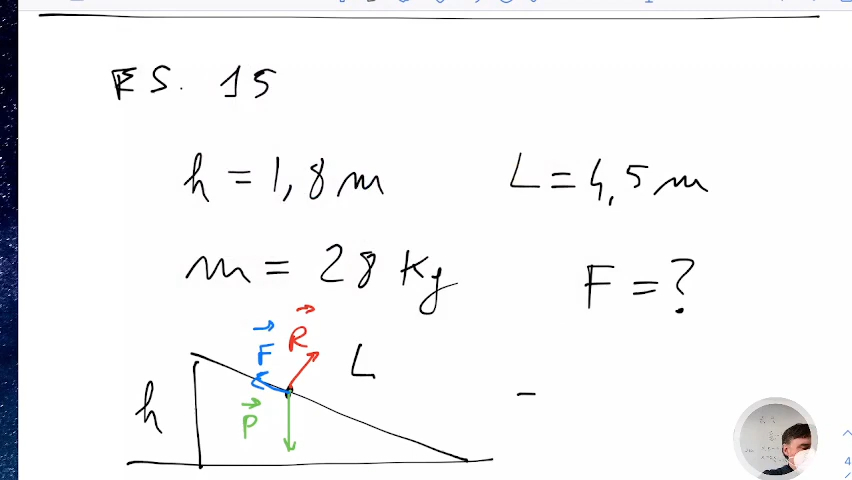 ES. 15
h = 1,8 m L = 4,5 m
m = 28 Kg F = ?
F R L
h P